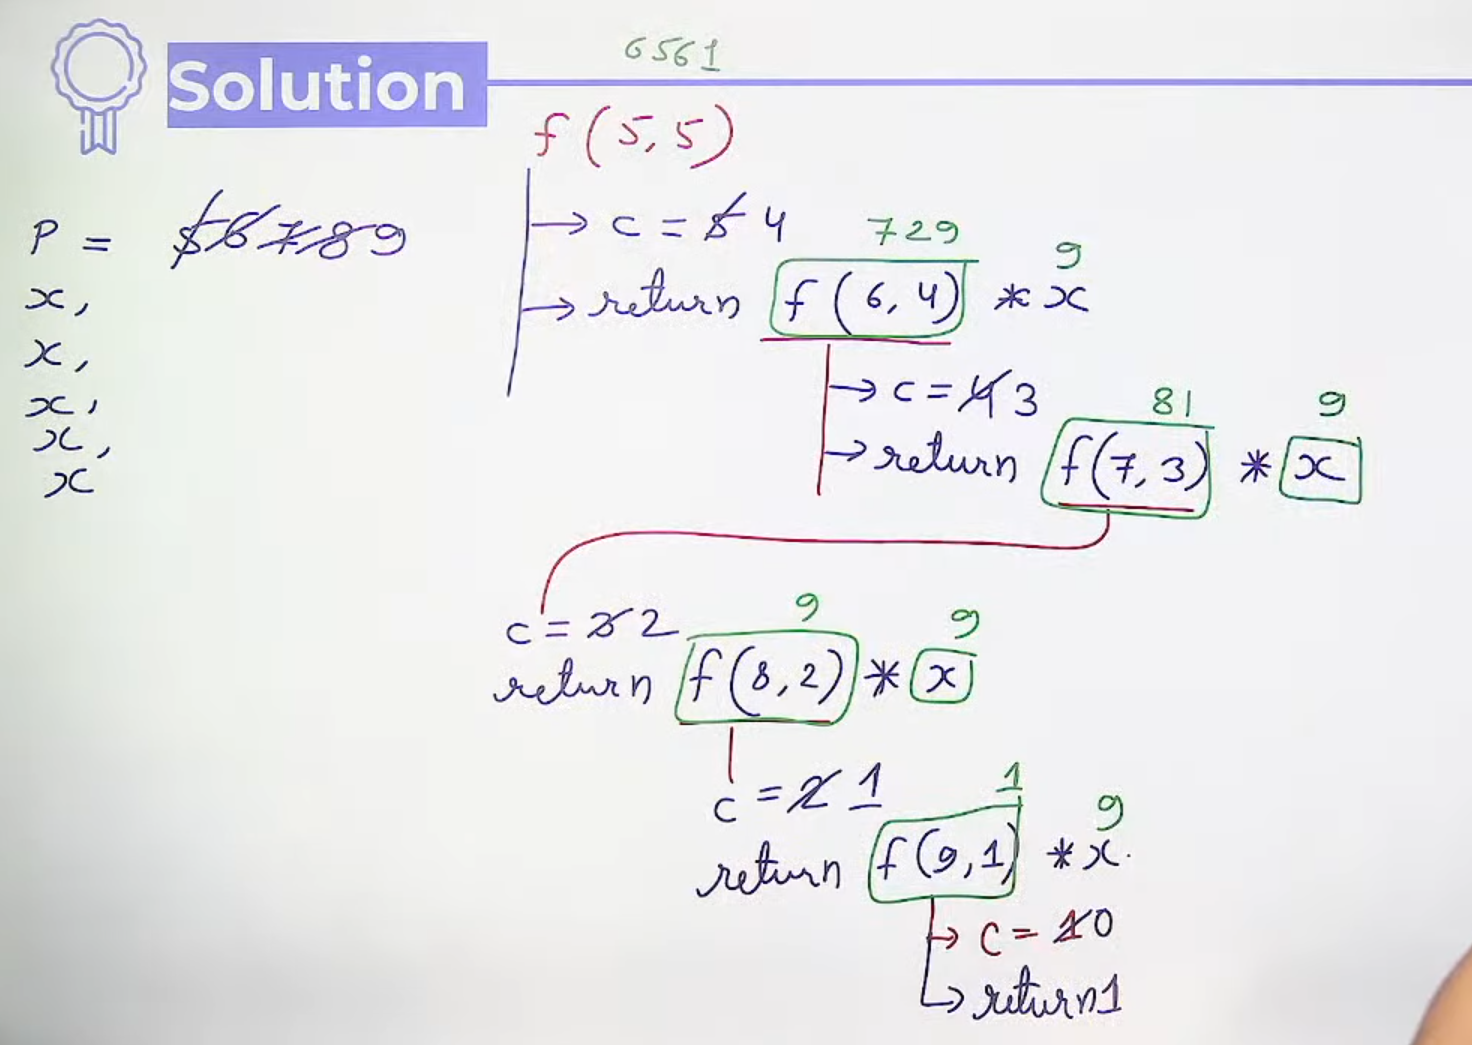 6561
Solution
f(5,5)
P = 5 6 7 8 9
x,
x,
x,
x,
x
→ c = 5 4
729
9
→ return f(6,4) * x
→ c = 4 3
81
9
→ return f(7,3) * x
c = 3 2
9
9
return f(8,2) * x
c = 2 1
1
9
return f(9,1) * x.
→ c = 1 0
→ return 1